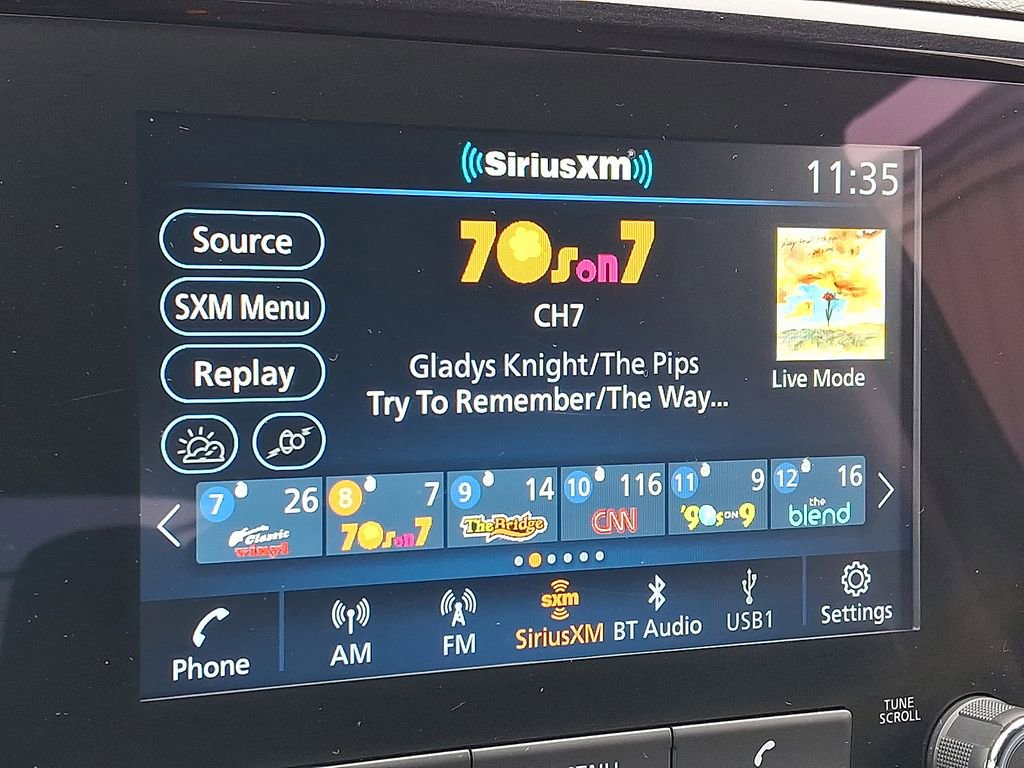 SiriusXM
11:35
Source
SXM Menu
Replay
70s on 7
CH7
Gladys Knight/The Pips
Try To Remember/The Way...
Live Mode
7 26
Classic
vinyl
8 7
70s on 7
9 14
The Bridge
10 116
CNN
11 9
'90s ON 9
12 16
the
blend
Phone
AM
FM
sxm
SiriusXM
BT Audio
USB1
Settings
TUNE
SCROLL
MENU